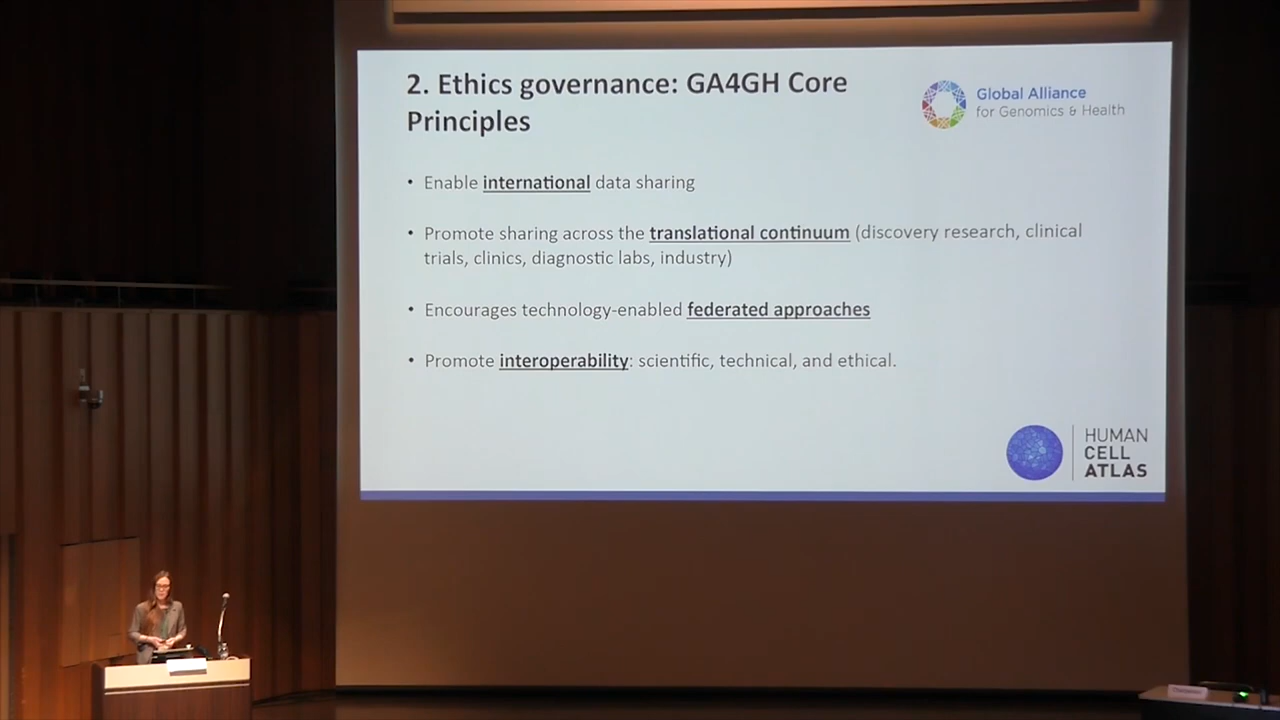 2. Ethics governance: GA4GH Core
Principles
Global Alliance
for Genomics & Health
• Enable international data sharing
• Promote sharing across the translational continuum (discovery research, clinical
trials, clinics, diagnostic labs, industry)
• Encourages technology-enabled federated approaches
• Promote interoperability: scientific, technical, and ethical.
HUMAN
CELL
ATLAS